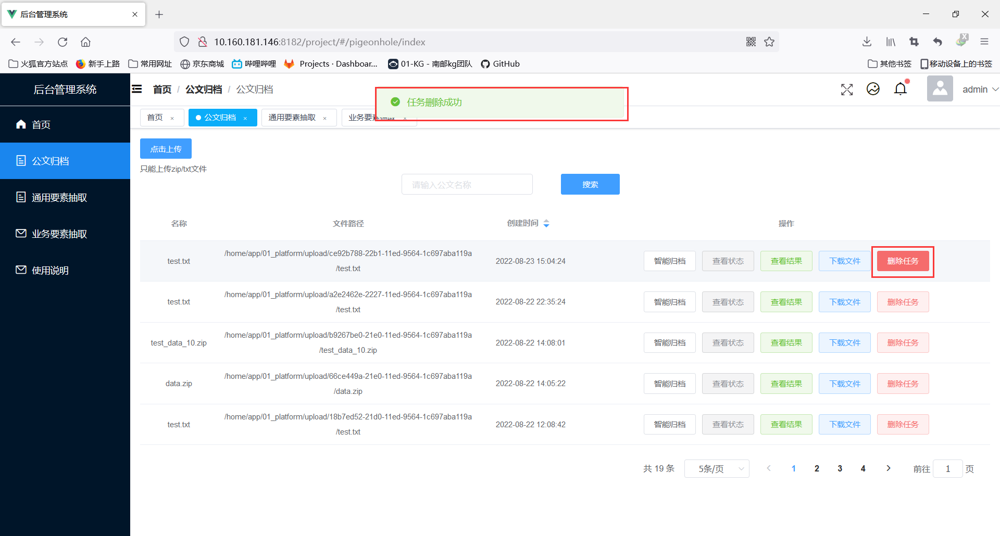 后台管理系统
10.160.181.146:8182/project/#/pigeonhole/index
火狐官方站点 新手上路 常用网址 京东商城 哔哩哔哩 Projects · Dashboar... 01-KG - 南邮kg团队 GitHub 其他书签 移动设备上的书签
后台管理系统 首页 / 公文归档 / 公文归档 任务删除成功 admin
首页 公文归档 通用要素抽取 业务要素抽取
首页
公文归档
通用要素抽取
业务要素抽取
使用说明
点击上传
只能上传zip/txt文件
请输入公文名称 搜索
名称 文件路径 创建时间 操作
test.txt /home/app/01_platform/upload/ce92b788-22b1-11ed-9564-1c697aba119a
/test.txt 2022-08-23 15:04:24 智能归档 查看状态 查看结果 下载文件 删除任务
test.txt /home/app/01_platform/upload/a2e2462e-2227-11ed-9564-1c697aba119a
/test.txt 2022-08-22 22:35:24 智能归档 查看状态 查看结果 下载文件 删除任务
test_data_10.zip /home/app/01_platform/upload/b9267be0-21e0-11ed-9564-1c697aba119a
/test_data_10.zip 2022-08-22 14:08:01 智能归档 查看状态 查看结果 下载文件 删除任务
data.zip /home/app/01_platform/upload/66ce449a-21e0-11ed-9564-1c697aba119a
/data.zip 2022-08-22 14:05:22 智能归档 查看状态 查看结果 下载文件 删除任务
test.txt /home/app/01_platform/upload/18b7ed52-21d0-11ed-9564-1c697aba119a
/test.txt 2022-08-22 12:08:42 智能归档 查看状态 查看结果 下载文件 删除任务
共 19 条 5条/页 1 2 3 4 前往 1 页